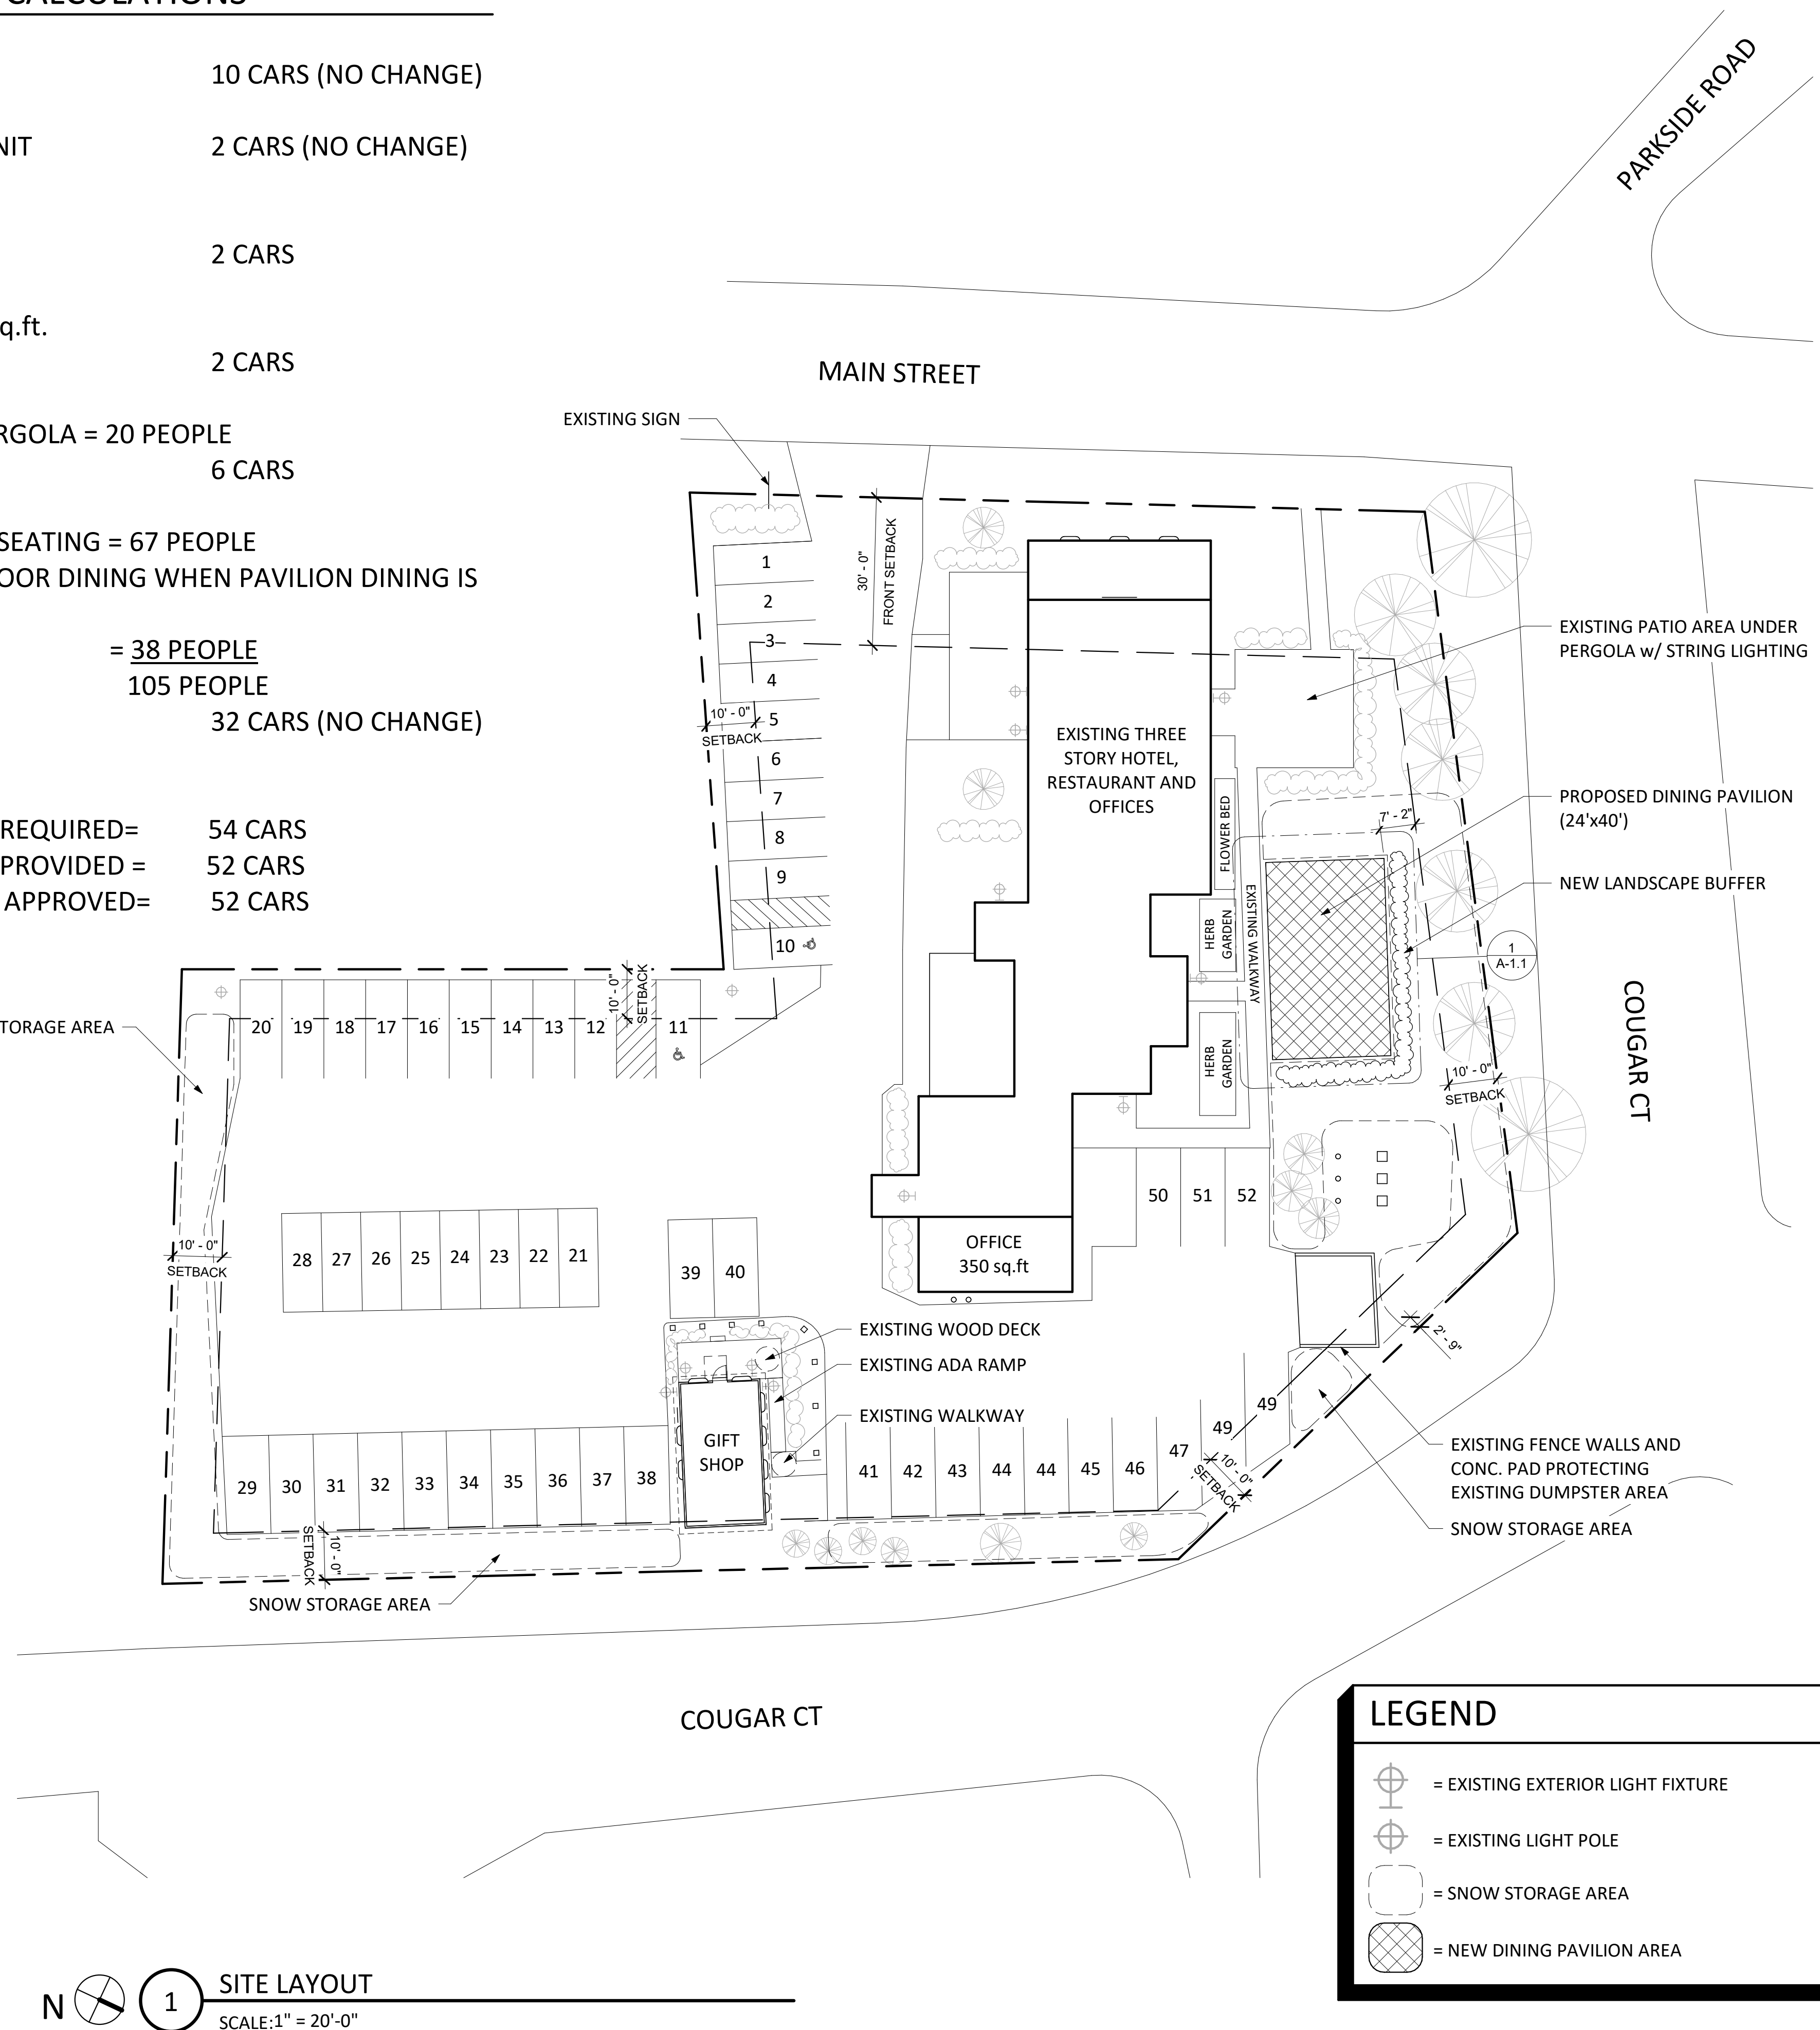 CALCULATIONS
10 CARS (NO CHANGE)
NIT 2 CARS (NO CHANGE)
2 CARS
q.ft.
2 CARS
RGOLA = 20 PEOPLE
6 CARS
SEATING = 67 PEOPLE
OOR DINING WHEN PAVILION DINING IS
= 38 PEOPLE
105 PEOPLE
32 CARS (NO CHANGE)
REQUIRED= 54 CARS
PROVIDED = 52 CARS
APPROVED= 52 CARS
PARKSIDE ROAD
MAIN STREET
EXISTING SIGN
30' - 0"
FRONT SETBACK
1
2
3
4
10' - 0"
SETBACK
5
6
7
8
9
10
EXISTING THREE
STORY HOTEL,
RESTAURANT AND
OFFICES
EXISTING PATIO AREA UNDER
PERGOLA w/ STRING LIGHTING
PROPOSED DINING PAVILION
(24'x40')
7' - 2"
NEW LANDSCAPE BUFFER
FLOWER BED
HERB
GARDEN
EXISTING WALKWAY
HERB
GARDEN
1
A-1.1
COUGAR CT
10' - 0"
SETBACK
TORAGE AREA
10' - 0"
SETBACK
20 19 18 17 16 15 14 13 12 11
50 51 52
OFFICE
350 sq.ft
10' - 0"
SETBACK
28 27 26 25 24 23 22 21
39 40
2' - 9"
EXISTING WOOD DECK
EXISTING ADA RAMP
EXISTING WALKWAY
GIFT
SHOP
29 30 31 32 33 34 35 36 37 38
41 42 43 44 44 45 46 47 49 49
10' - 0"
SETBACK
EXISTING FENCE WALLS AND
CONC. PAD PROTECTING
EXISTING DUMPSTER AREA
SNOW STORAGE AREA
10' - 0"
SETBACK
SNOW STORAGE AREA
COUGAR CT
LEGEND
= EXISTING EXTERIOR LIGHT FIXTURE
= EXISTING LIGHT POLE
= SNOW STORAGE AREA
= NEW DINING PAVILION AREA
N
1
SITE LAYOUT
SCALE:1" = 20'-0"